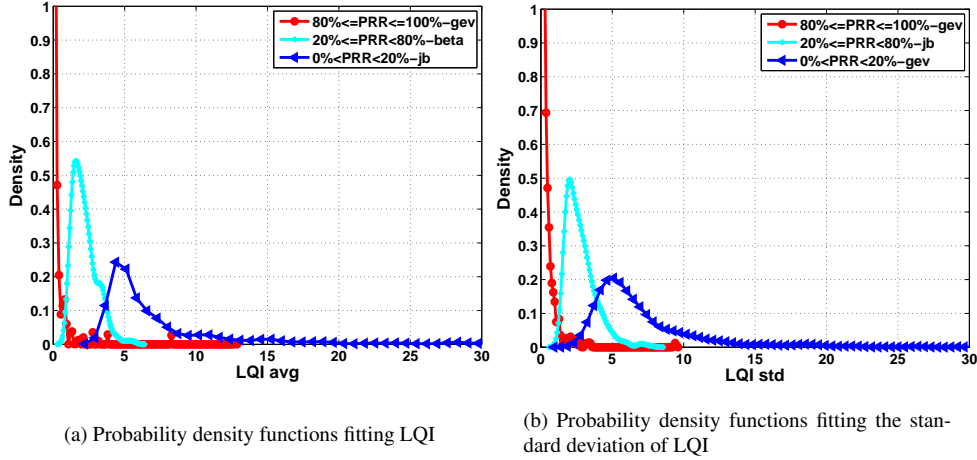 1
0.9
0.8
0.7
0.6
0.5
0.4
0.3
0.2
0.1
0
Density
80%<=PRR<=100%-gev
20%<=PRR<80%-beta
0%<PRR<20%-jb
0 5 10 15 20 25 30
LQI avg
(a) Probability density functions fitting LQI
1
0.9
0.8
0.7
0.6
0.5
0.4
0.3
0.2
0.1
0
Density
80%<=PRR<=100%-gev
20%<=PRR<80%-jb
0%<PRR<20%-gev
0 5 10 15 20 25 30
LQI std
(b) Probability density functions fitting the stan-
dard deviation of LQI